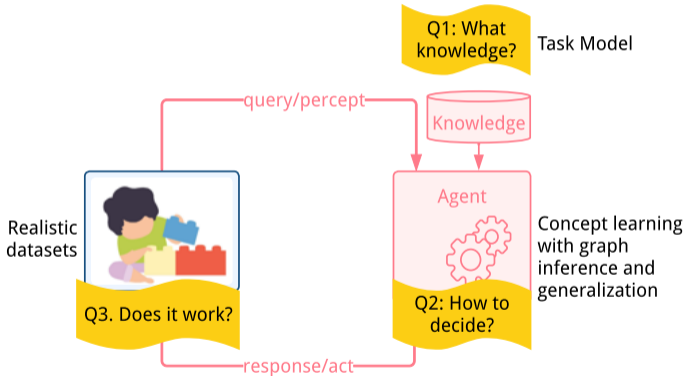 Q1: What
knowledge?
Task Model
query/percept
Knowledge
Agent
Realistic
datasets
Concept learning
with graph
inference and
generalization
Q3. Does it work?
Q2: How to
decide?
response/act